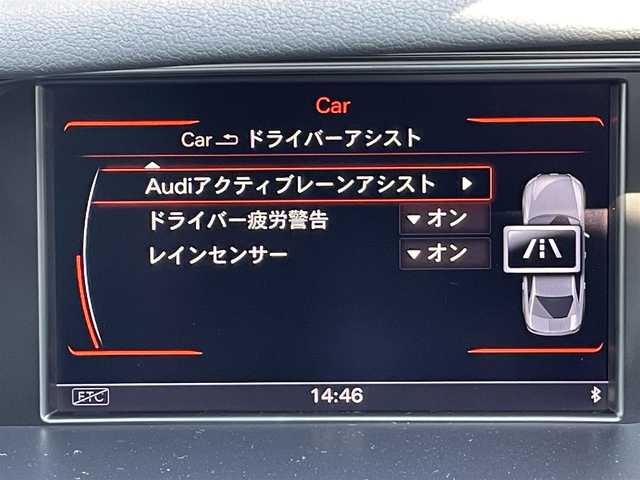 Car
Car ドライバーアシスト
Audiアクティブレーンアシスト
ドライバー疲労警告 オン
レインセンサー オン
ETC 14:46